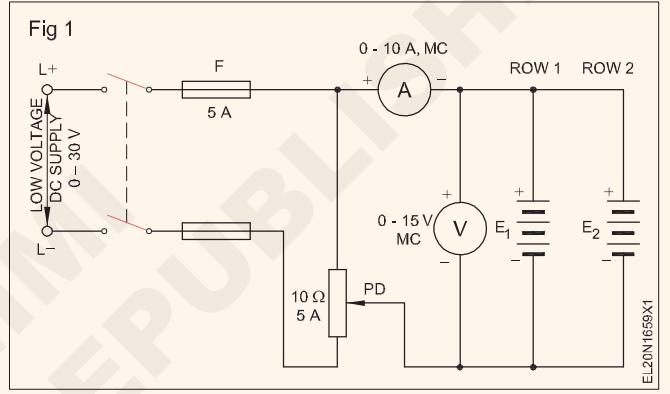 Fig 1
0 - 10 A, MC
L+
F
+
A
−
ROW 1
ROW 2
5 A
LOW VOLTAGE
DC SUPPLY
0 – 30 V
L−
0 - 15 V
MC
+
V
−
+
E1
−
+
E2
−
10 Ω
5 A
PD
EL20N1659X1
REPUBLISHED